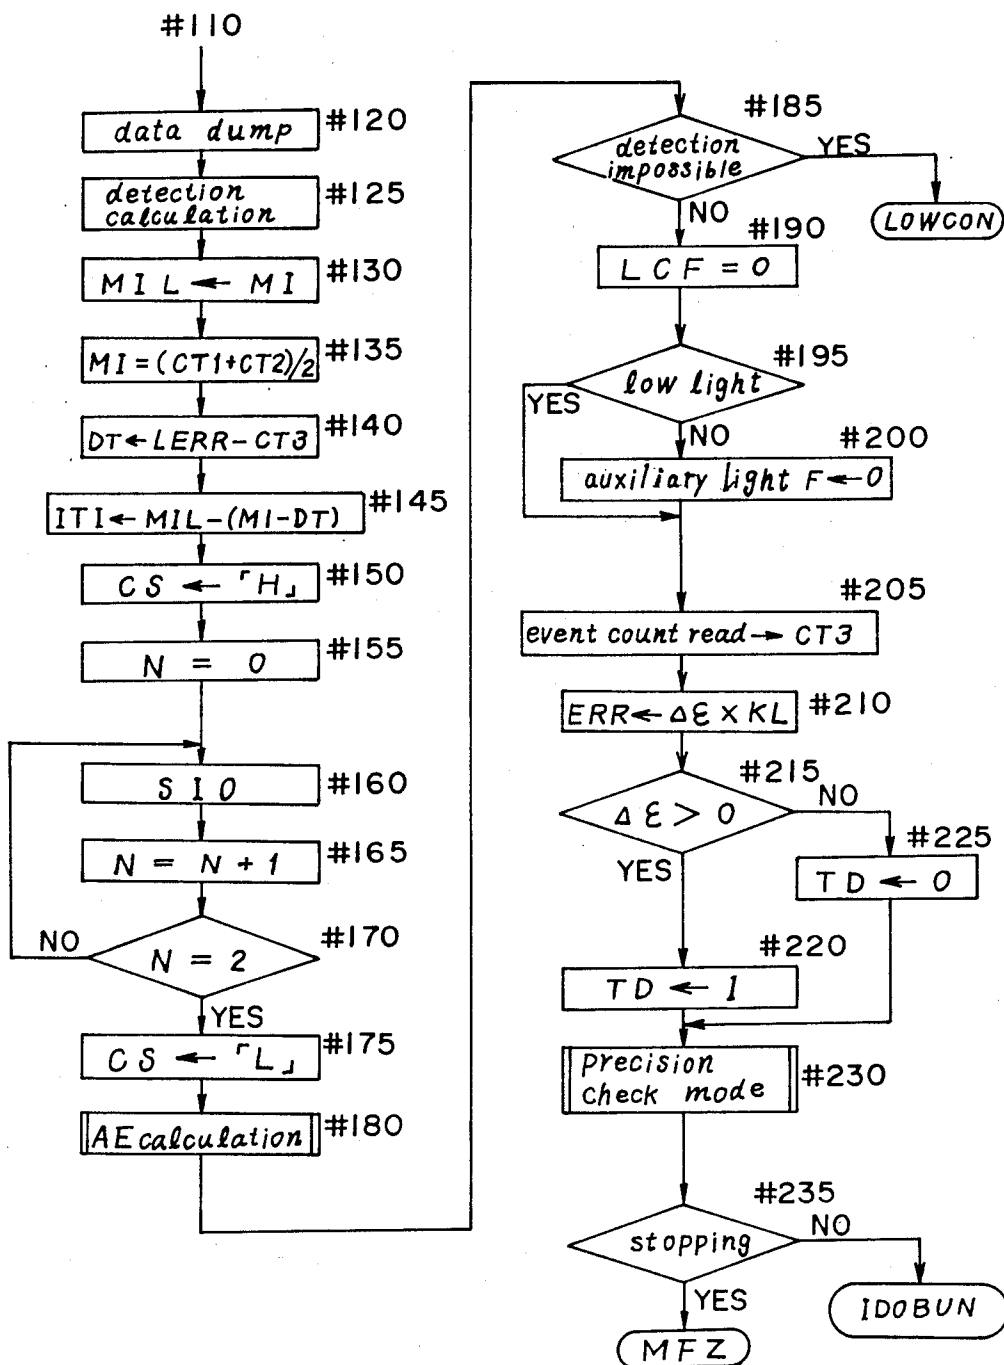 #110
data dump #120
detection
calculation #125
MIL ← MI #130
MI=(CT1+CT2)/2 #135
DT←LERR-CT3 #140
ITI←MIL-(MI-DT) #145
CS ← 「H」 #150
N = 0 #155
SIO #160
N = N+1 #165
NO
N = 2 #170
YES
CS ← 「L」 #175
AE calculation #180
#185
detection
impossible
YES
LOWCON
NO
#190
LCF = 0
#195
low light
YES
NO
#200
auxiliary light F←0
#205
event count read→ CT3
ERR← Δε×KL #210
#215
Δε > 0
NO
YES
#225
TD ← 0
#220
TD ← 1
precision
check mode #230
#235
stopping
NO
YES
IDOBUN
MFZ